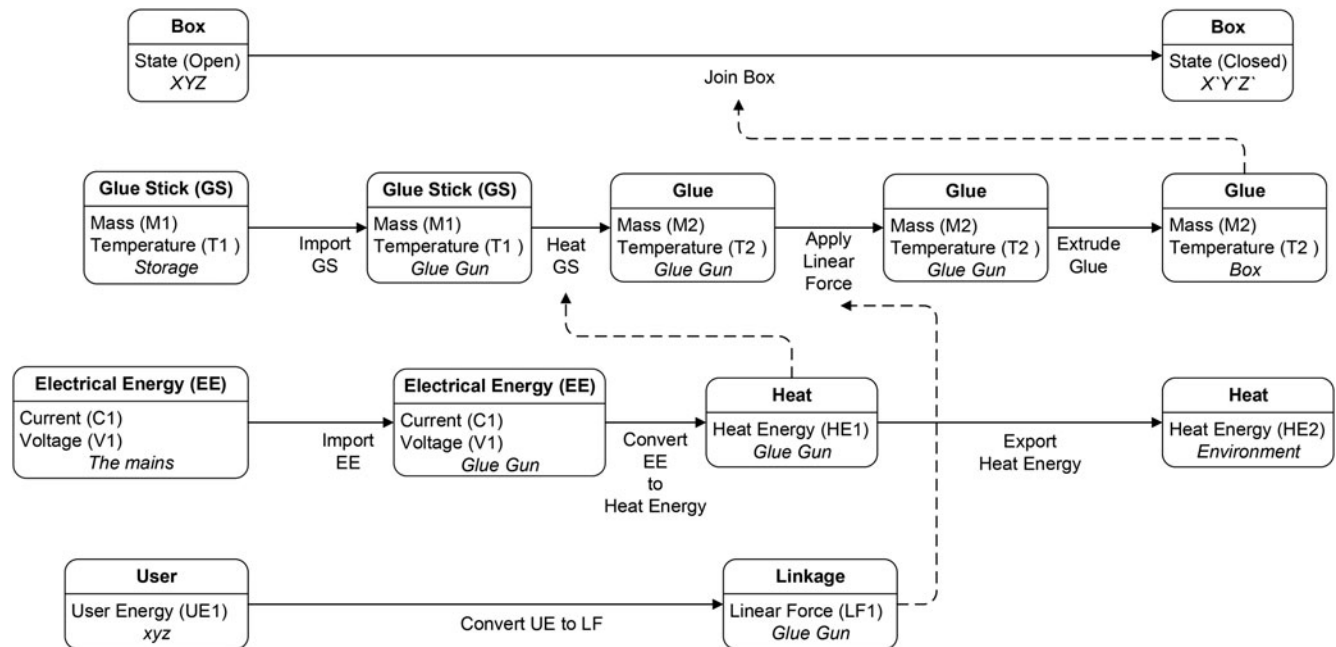 Box
State (Open)
XYZ
Box
State (Closed)
X`Y`Z`
Join Box
Glue Stick (GS)
Mass (M1)
Temperature (T1 )
Storage
Import
GS
Glue Stick (GS)
Mass (M1)
Temperature (T1 )
Glue Gun
Heat
GS
Glue
Mass (M2)
Temperature (T2 )
Glue Gun
Apply
Linear
Force
Glue
Mass (M2)
Temperature (T2 )
Glue Gun
Extrude
Glue
Glue
Mass (M2)
Temperature (T2 )
Box
Electrical Energy (EE)
Current (C1)
Voltage (V1)
The mains
Import
EE
Electrical Energy (EE)
Current (C1)
Voltage (V1)
Glue Gun
Convert
EE
to
Heat Energy
Heat
Heat Energy (HE1)
Glue Gun
Export
Heat Energy
Heat
Heat Energy (HE2)
Environment
User
User Energy (UE1)
xyz
Convert UE to LF
Linkage
Linear Force (LF1)
Glue Gun